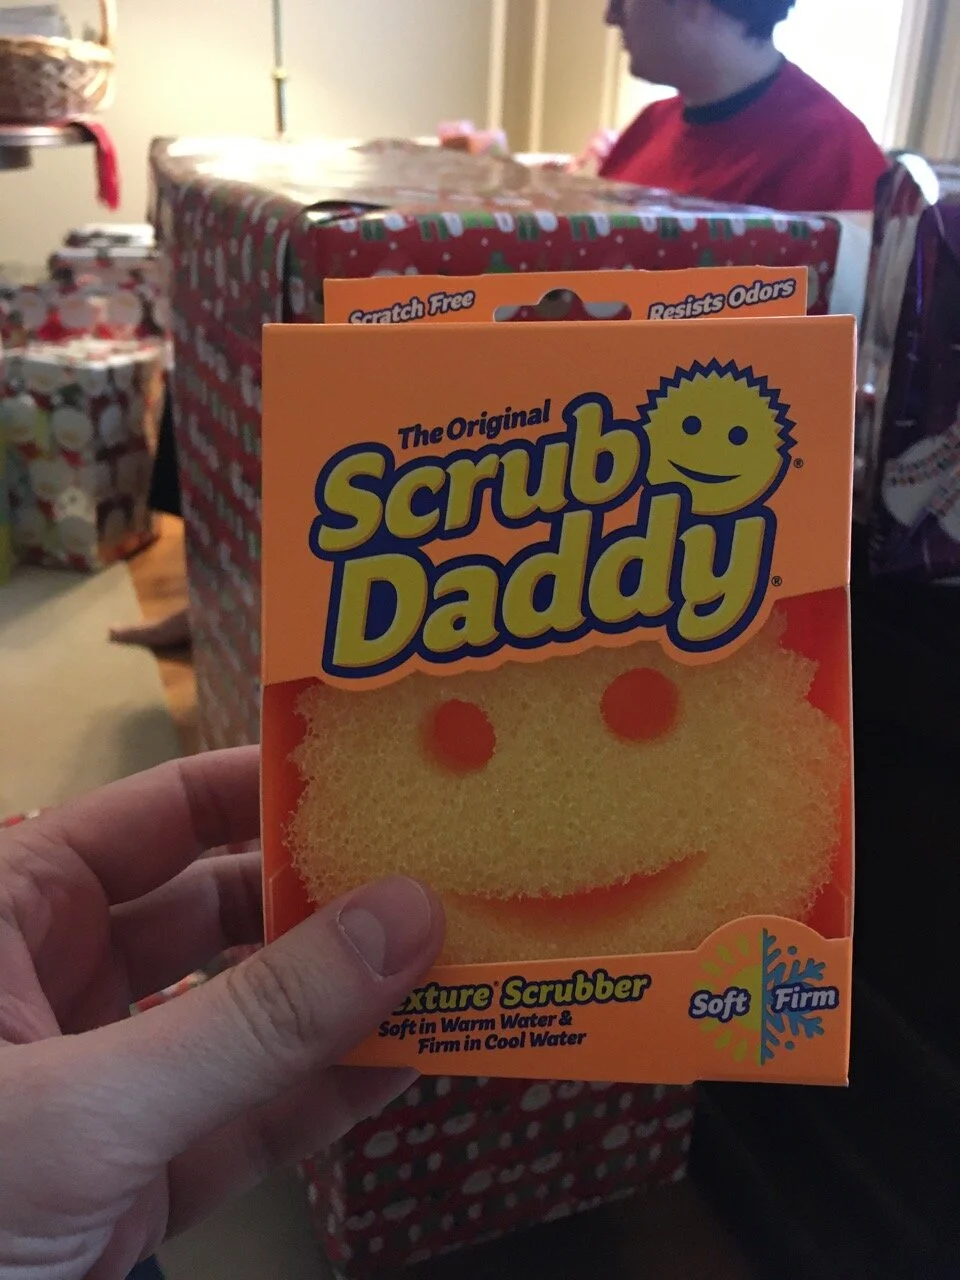 Scratch Free
Resists Odors
The Original
Scrub
Daddy
®
®
Scrubber
Soft in Warm Water &
Firm in Cool Water
Soft Firm